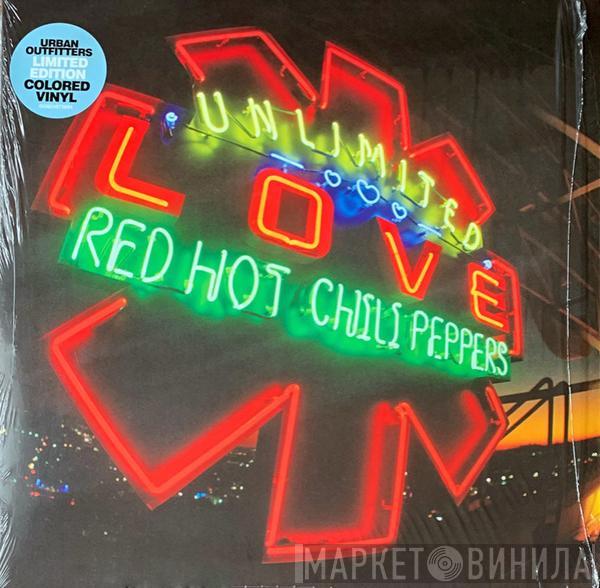 URBAN
OUTFITTERS
LIMITED
EDITION
COLORED
VINYL
UNLIMITED
LOVE
RED HOT CHILI PEPPERS
МАРКЕТ ВИНИЛА